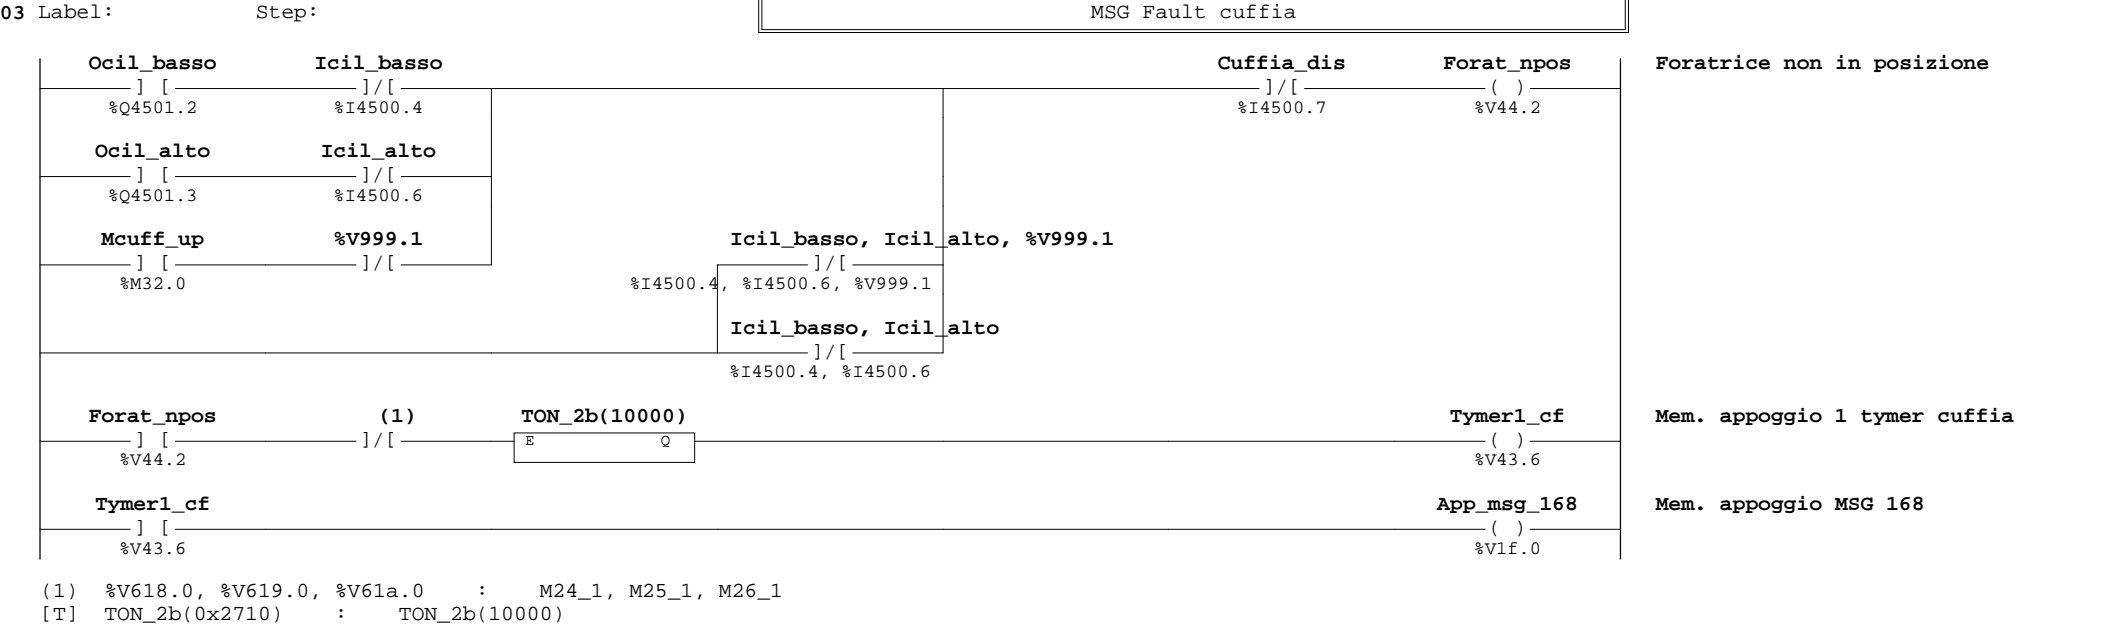 03 Label: Step: MSG Fault cuffia
Ocil_basso Icil_basso Cuffia_dis Forat_npos Foratrice non in posizione
] [ ]/[ ]/[ ( )
%Q4501.2 %I4500.4 %I4500.7 %V44.2
Ocil_alto Icil_alto
] [ ]/[
%Q4501.3 %I4500.6
Mcuff_up %V999.1 Icil_basso, Icil_alto, %V999.1
] [ ]/[ ]/[
%M32.0 %I4500.4, %I4500.6, %V999.1
Icil_basso, Icil_alto
]/[
%I4500.4, %I4500.6
Forat_npos (1) TON_2b(10000) Tymer1_cf Mem. appoggio 1 tymer cuffia
] [ ]/[ E Q ( )
%V44.2 %V43.6
Tymer1_cf App_msg_168 Mem. appoggio MSG 168
] [ ( )
%V43.6 %V1f.0
(1) %V618.0, %V619.0, %V61a.0 : M24_1, M25_1, M26_1
[T] TON_2b(0x2710) : TON_2b(10000)